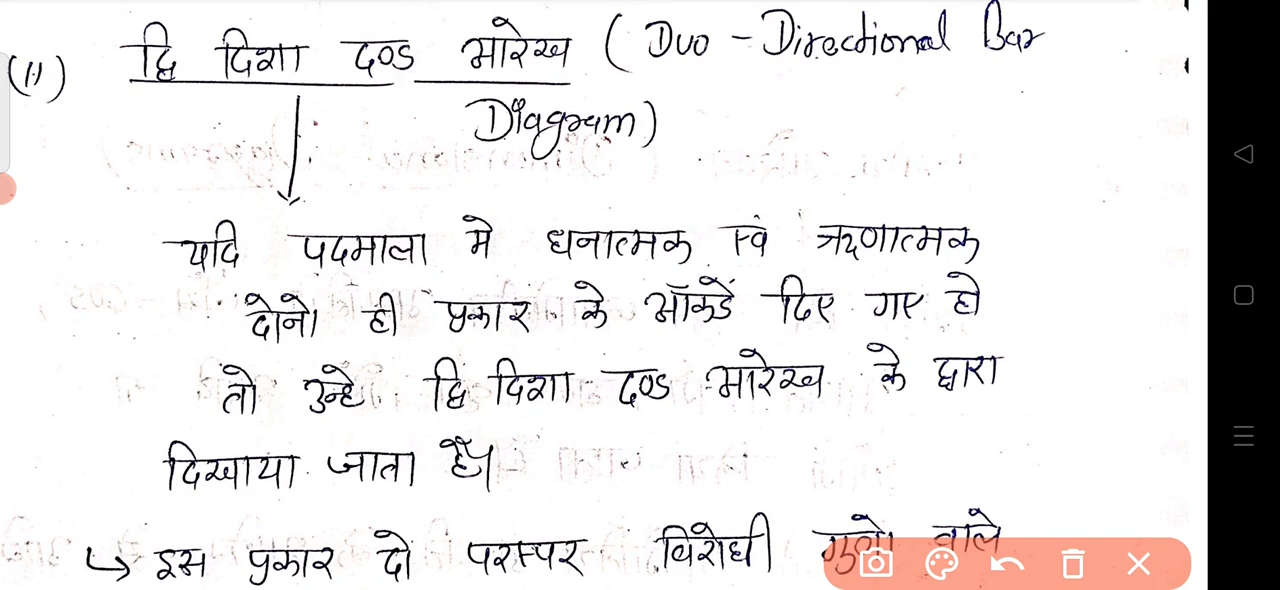 (1) द्वि दिशा दण्ड आरेख (Duo-Directional Bar
Diagram)
यदि पदमाला मे धनात्मक एवं ऋणात्मक
दोनो ही प्रकार के आँकडें दिए गए हो
तो उन्हे द्वि दिशा दण्ड आरेख के द्वारा
दिखाया जाता है।
↳ इस प्रकार दो परस्पर विरोधी गुणो वाले